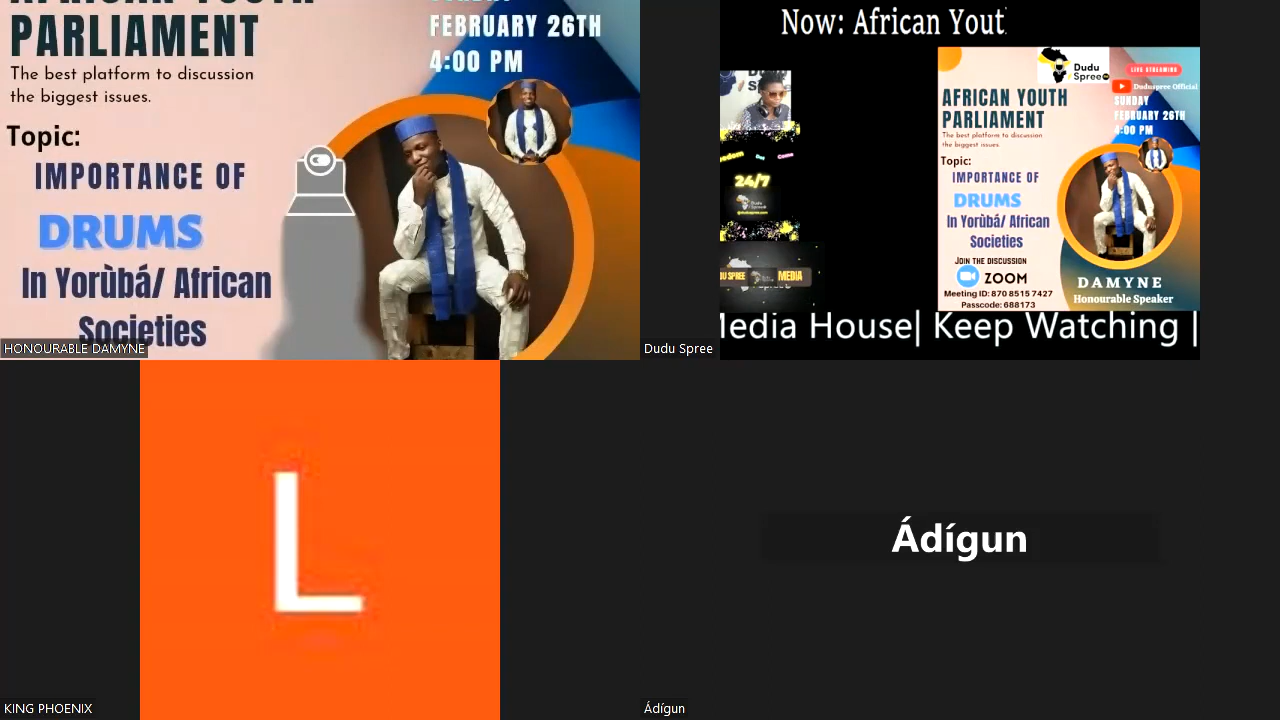 PARLIAMENT
The best platform to discussion
the biggest issues.
FEBRUARY 26TH
4:00 PM
Topic:
IMPORTANCE OF
DRUMS
In Yorùbá/ African
Societies
HONOURABLE DAMYNE
Now: African Yout
Dudu
Spree
LIVE STREAMING
Duduspree Official
AFRICAN YOUTH
PARLIAMENT
The best platform to discussion
the biggest issues.
SUNDAY
FEBRUARY 26TH
4:00 PM
Topic:
IMPORTANCE OF
DRUMS
In Yorùbá/ African
Societies
JOIN THE DISCUSSION
ZOOM
Meeting ID: 870 8515 7427
Passcode: 688173
DAMYNE
Honourable Speaker
24/7
MEDIA
Media House| Keep Watching |
Dudu Spree
L
KING PHOENIX
Ádígun
Ádígun